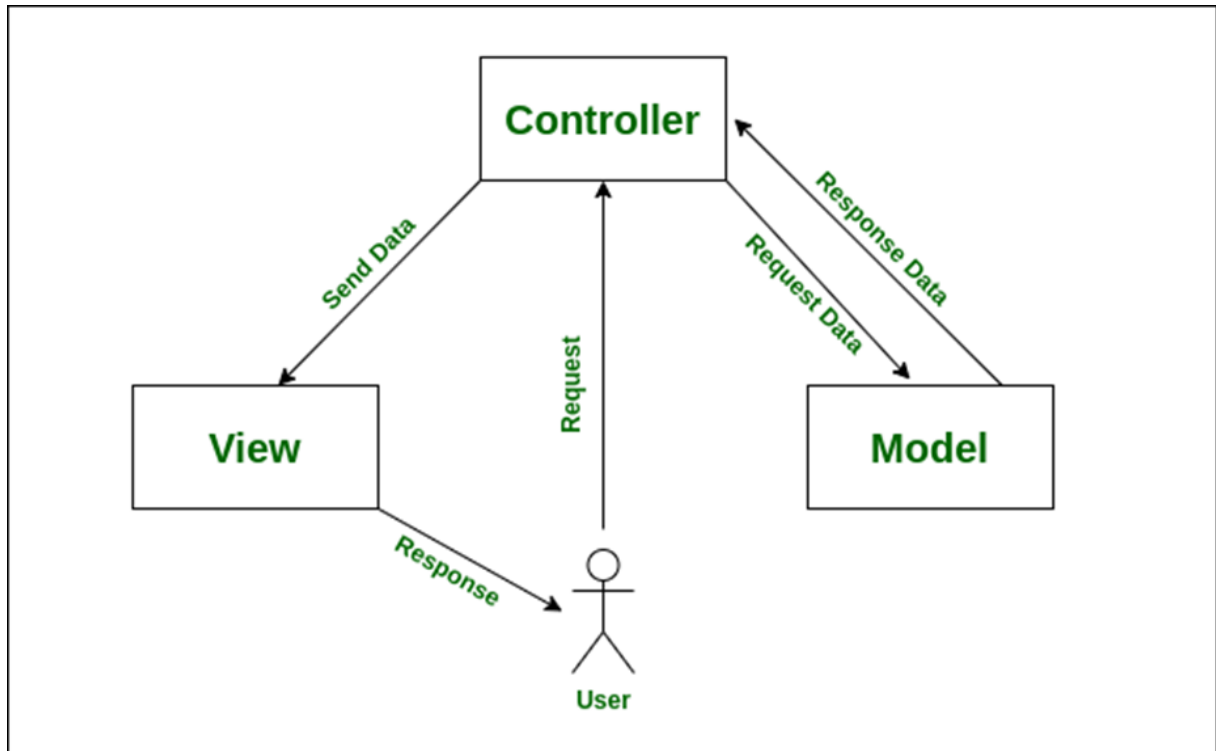 Controller
Send Data
Request
Request Data
Response Data
View
Model
Response
User